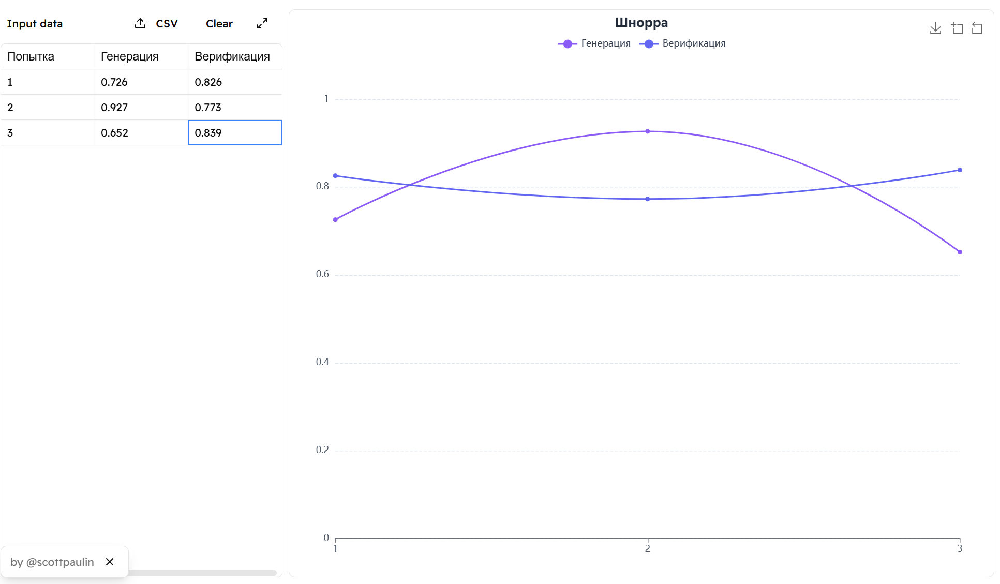 Input data CSV Clear
Попытка Генерация Верификация
1 0.726 0.826
2 0.927 0.773
3 0.652 0.839
by @scottpaulin
Шнорра
Генерация Верификация
1
0.8
0.6
0.4
0.2
0
1 2 3